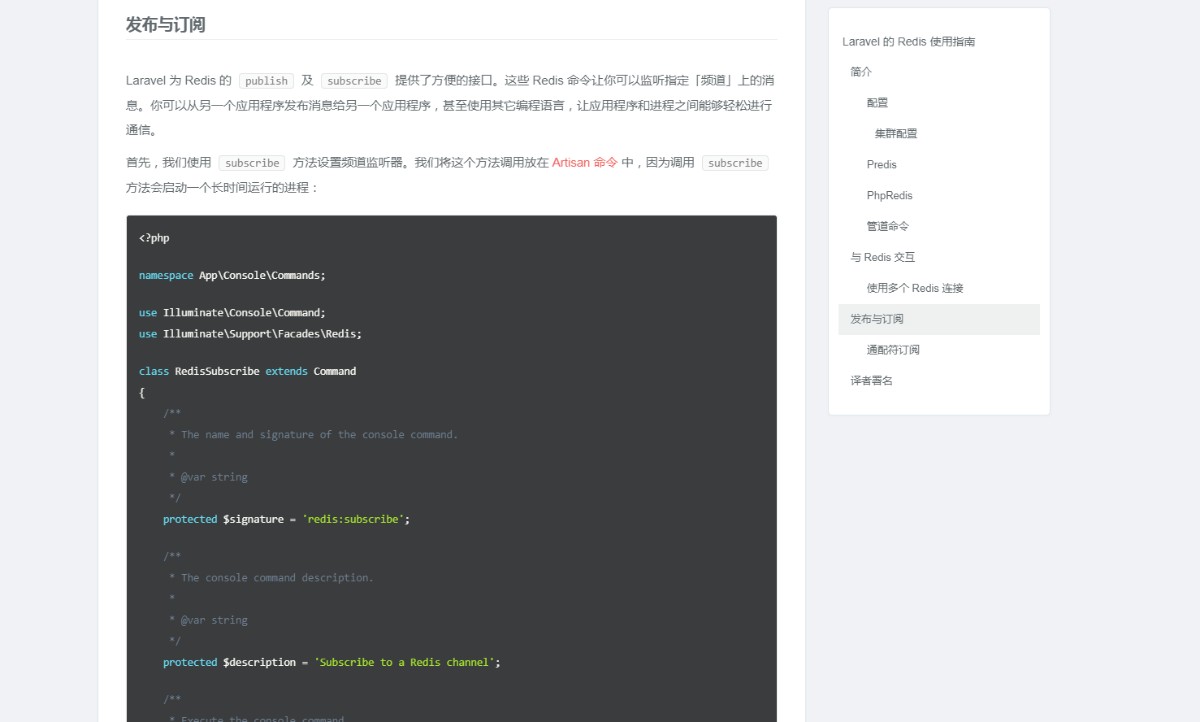 发布与订阅
Laravel 为 Redis 的 publish 及 subscribe 提供了方便的接口。这些 Redis 命令让你可以监听指定「频道」上的消
息。你可以从另一个应用程序发布消息给另一个应用程序，甚至使用其它编程语言，让应用程序和进程之间能够轻松进行
通信。
首先，我们使用 subscribe 方法设置频道监听器。我们将这个方法调用放在 Artisan 命令 中，因为调用 subscribe
方法会启动一个长时间运行的进程：
<?php
namespace App\Console\Commands;
use Illuminate\Console\Command;
use Illuminate\Support\Facades\Redis;
class RedisSubscribe extends Command
{
/**
* The name and signature of the console command.
*
* @var string
*/
protected $signature = 'redis:subscribe';
/**
* The console command description.
*
* @var string
*/
protected $description = 'Subscribe to a Redis channel';
/**
* Execute the console command.
Laravel 的 Redis 使用指南
简介
配置
集群配置
Predis
PhpRedis
管道命令
与 Redis 交互
使用多个 Redis 连接
发布与订阅
通配符订阅
译者署名